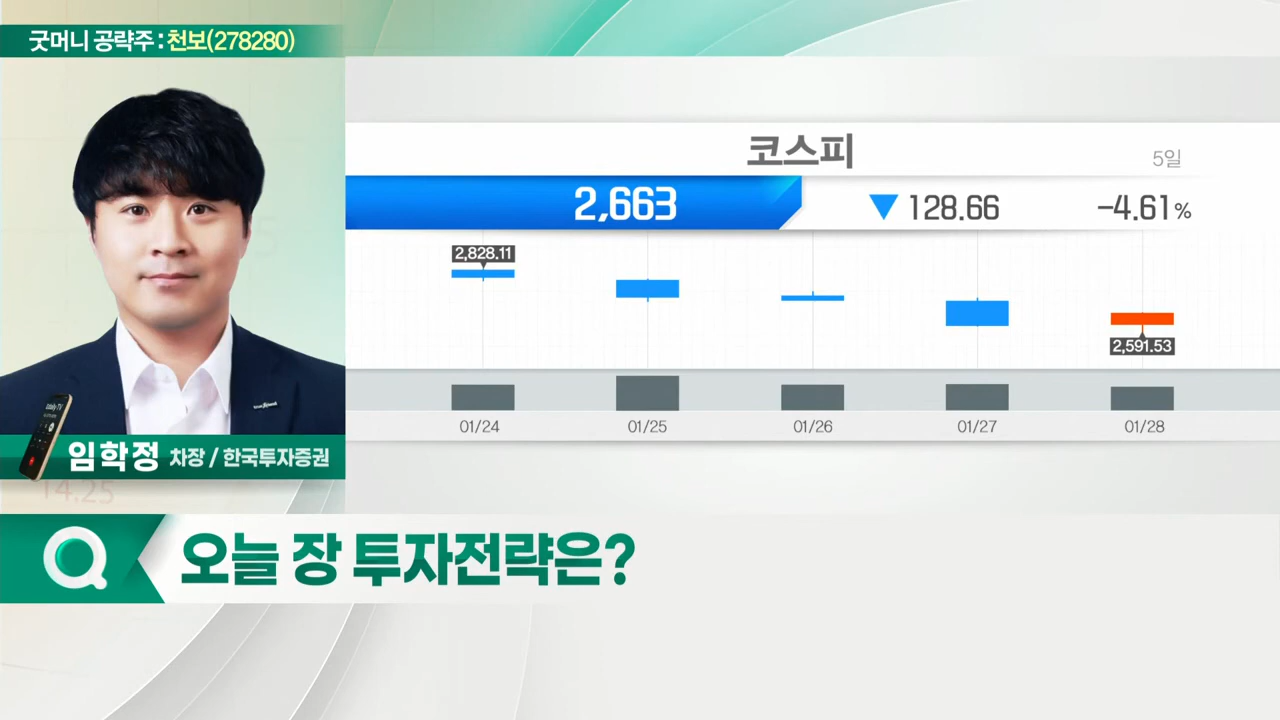 굿머니 공략주 : 천보(278280)
코스피
5일
2,663
▼ 128.66
-4.61%
2,828.11
2,591.53
01/24
01/25
01/26
01/27
01/28
임학정 차장 / 한국투자증권
14.25
오늘 장 투자전략은?